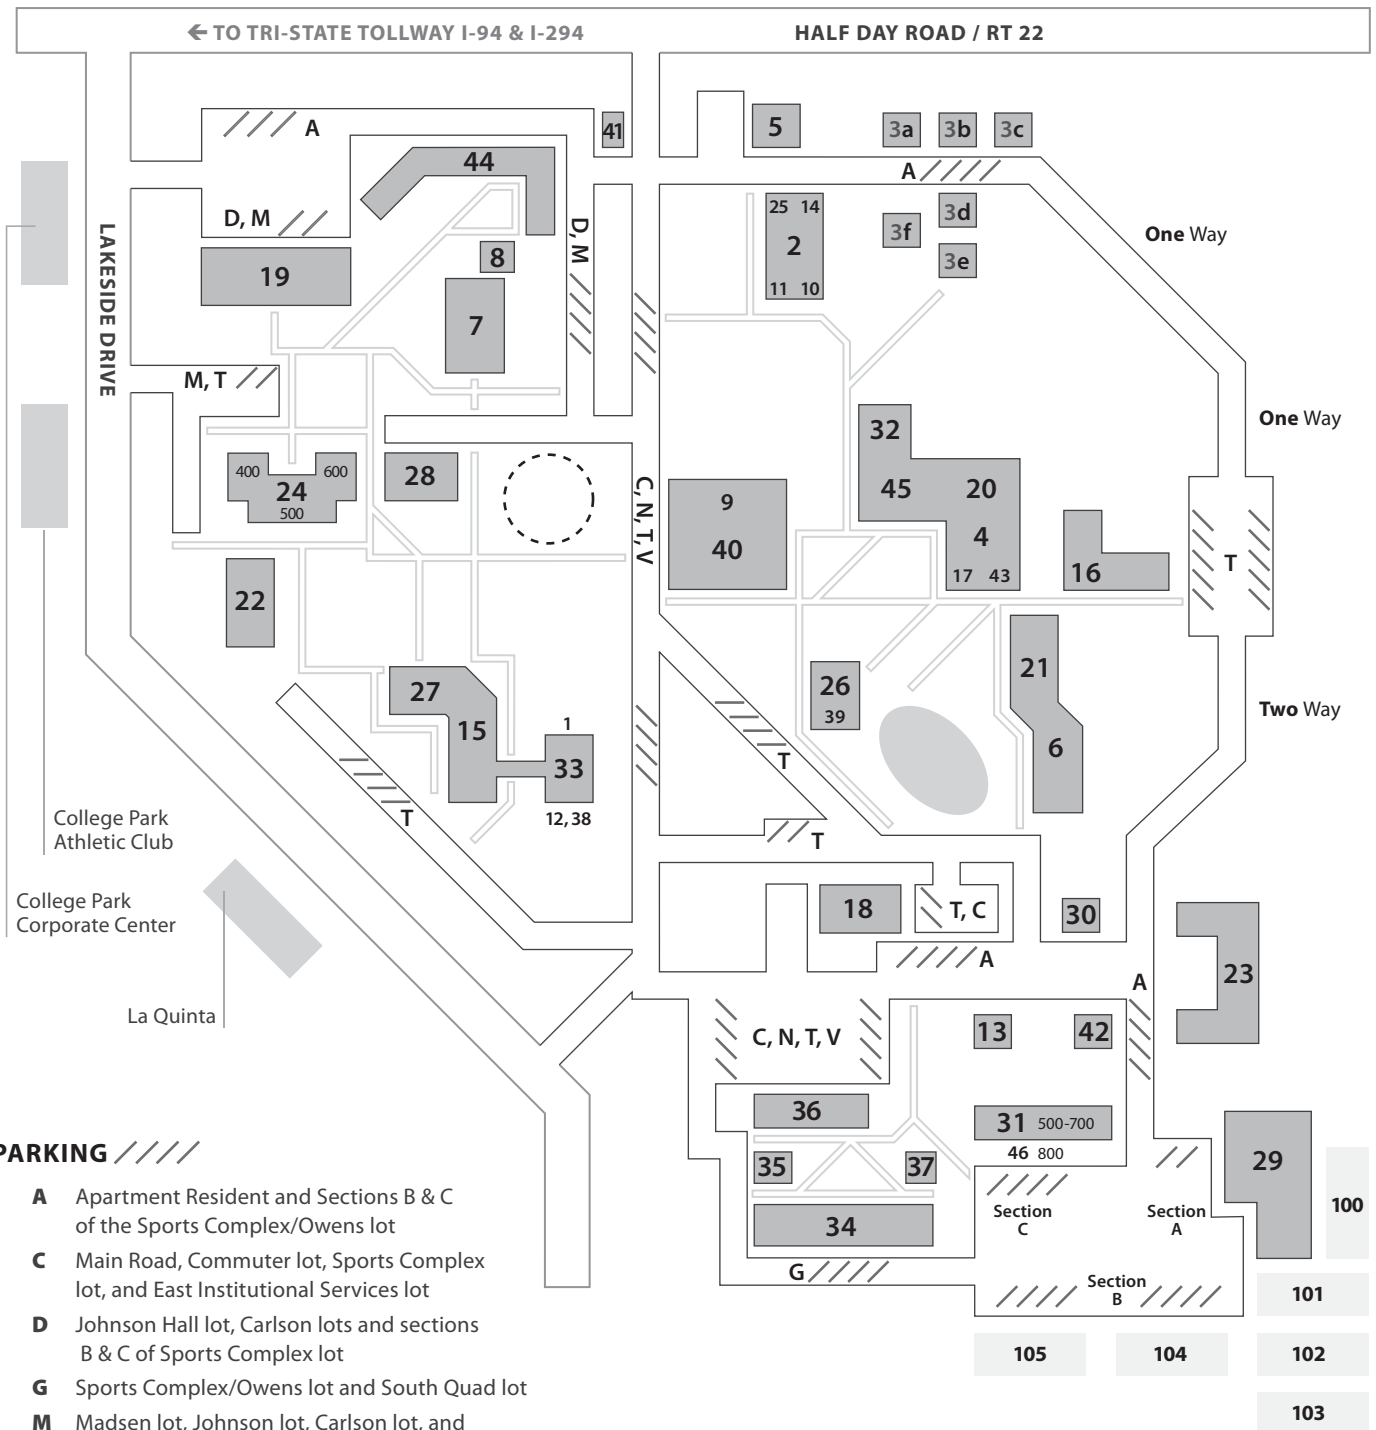 ← TO TRI-STATE TOLLWAY I-94 & I-294
HALF DAY ROAD / RT 22
A
41
5
3a
3b
3c
44
A
D, M
25 14
3d
LAKESIDE DRIVE
D, M
3f
One Way
2
8
3e
19
11 10
7
M, T
One Way
32
400
600
28
24
500
C, N, T, V
9
45
20
40
4
T
17 43
16
22
21
27
26
39
Two Way
15
1
6
33
T
T
12, 38
College Park
Athletic Club
T
College Park
Corporate Center
18
T, C
30
A
23
A
La Quinta
C, N, T, V
13
42
36
31 500-700
46 800
35
37
29
100
Section
C
Section
A
34
G
Section
B
101
105
104
102
103
PARKING
A Apartment Resident and Sections B & C
of the Sports Complex/Owens lot
C Main Road, Commuter lot, Sports Complex
lot, and East Institutional Services lot
D Johnson Hall lot, Carlson lots and sections
B & C of Sports Complex lot
G Sports Complex/Owens lot and South Quad lot
M Madsen lot, Johnson lot, Carlson lot, and